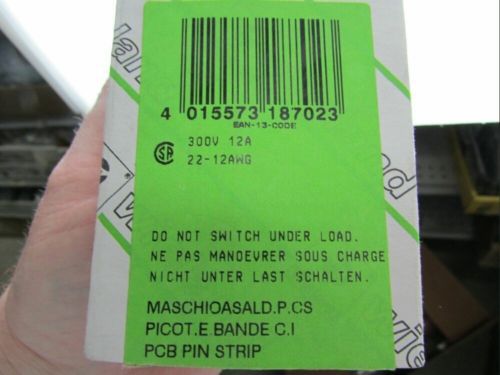 4 015573 187023
EAN-13-CODE
300V 12A
22-12AWG
DO NOT SWITCH UNDER LOAD.
NE PAS MANOEUVRER SOUS CHARGE
NICHT UNTER LAST SCHALTEN.
MASCHIOASALD.P.CS
PICOT.E.BANDE C.I
PCB PIN STRIP